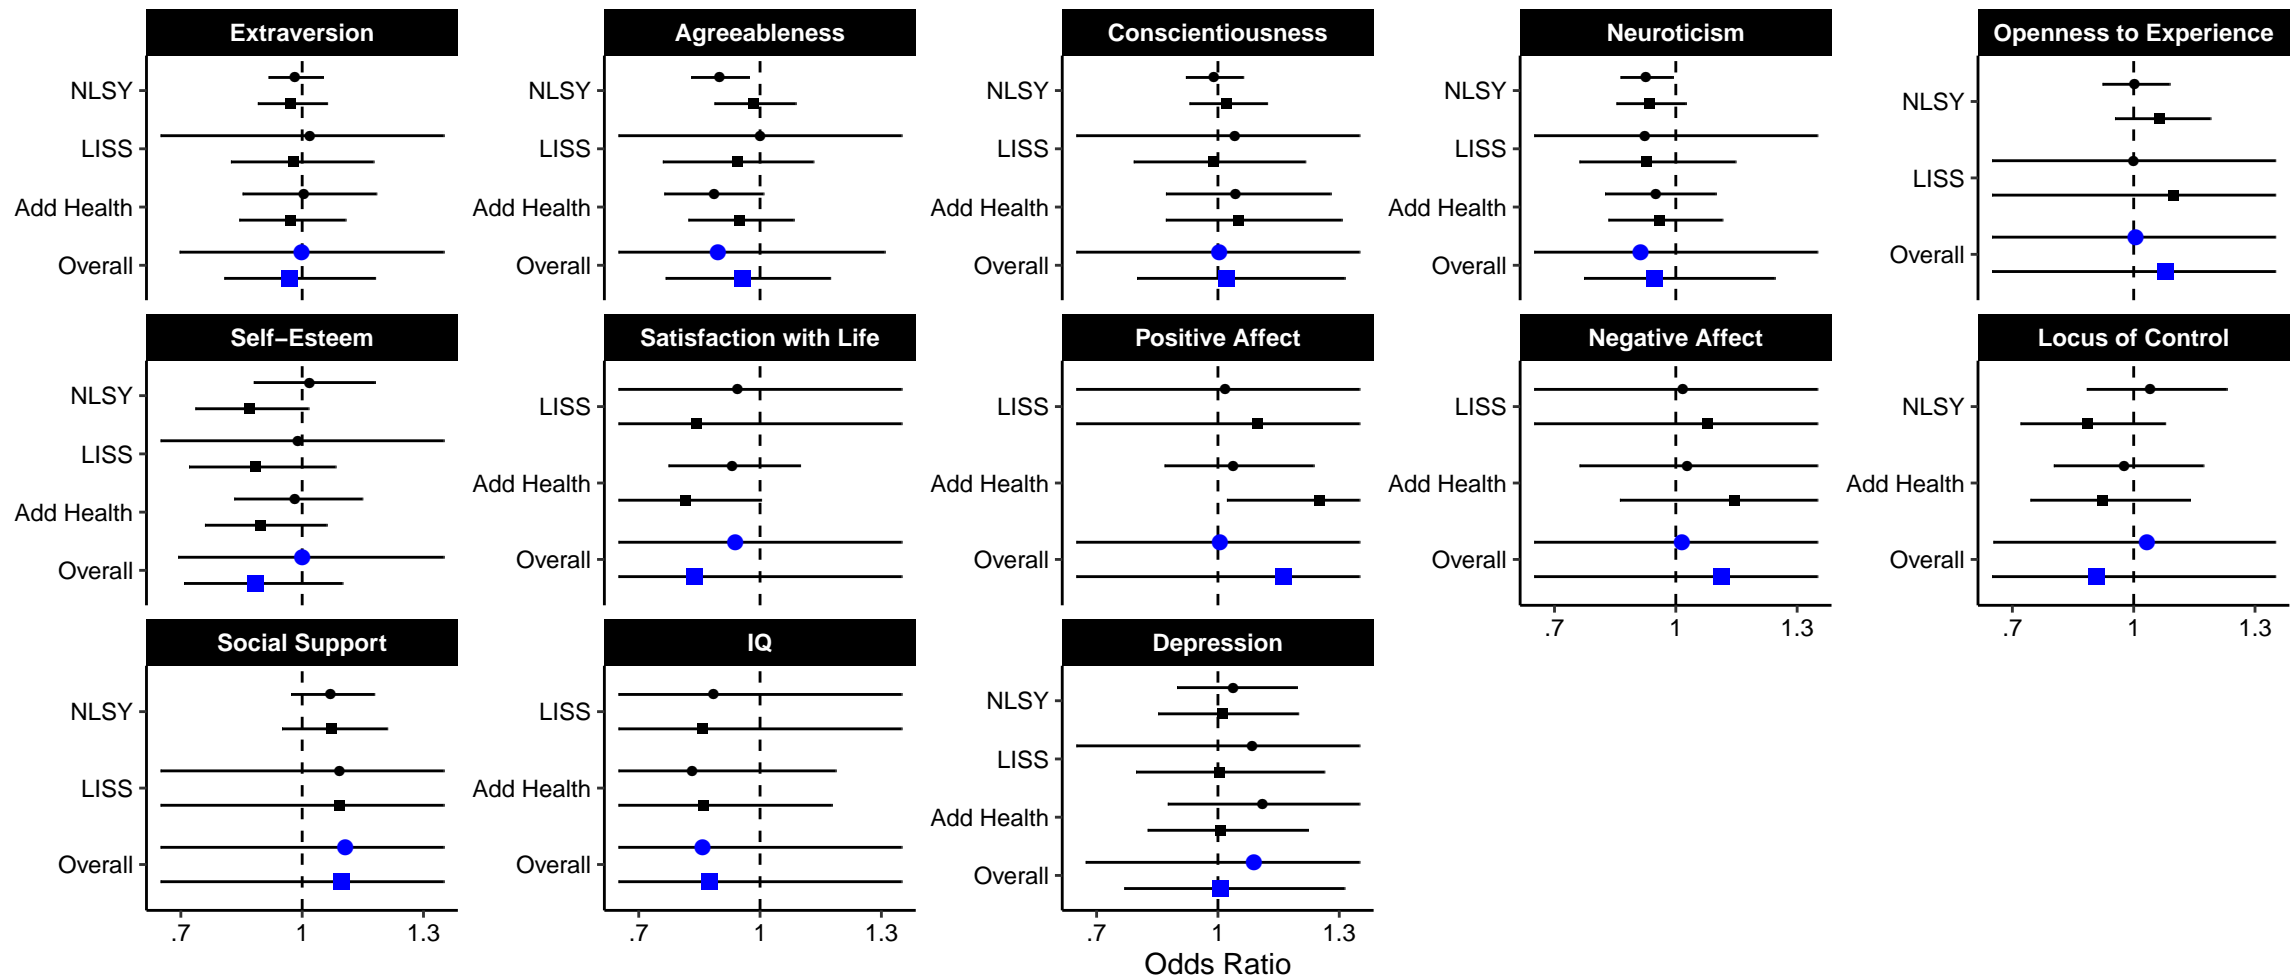 Extraversion
Agreeableness
Conscientiousness
Neuroticism
Openness to Experience
NLSY
LISS
Add Health
Overall
NLSY
LISS
Add Health
Overall
NLSY
LISS
Add Health
Overall
NLSY
LISS
Add Health
Overall
NLSY
LISS
Overall
Self−Esteem
Satisfaction with Life
Positive Affect
Negative Affect
Locus of Control
NLSY
LISS
Add Health
Overall
LISS
Add Health
Overall
LISS
Add Health
Overall
LISS
Add Health
Overall
.7 1 1.3
NLSY
Add Health
Overall
.7 1 1.3
Social Support
IQ
Depression
NLSY
LISS
Overall
.7 1 1.3
LISS
Add Health
Overall
.7 1 1.3
NLSY
LISS
Add Health
Overall
.7 1 1.3
Odds Ratio